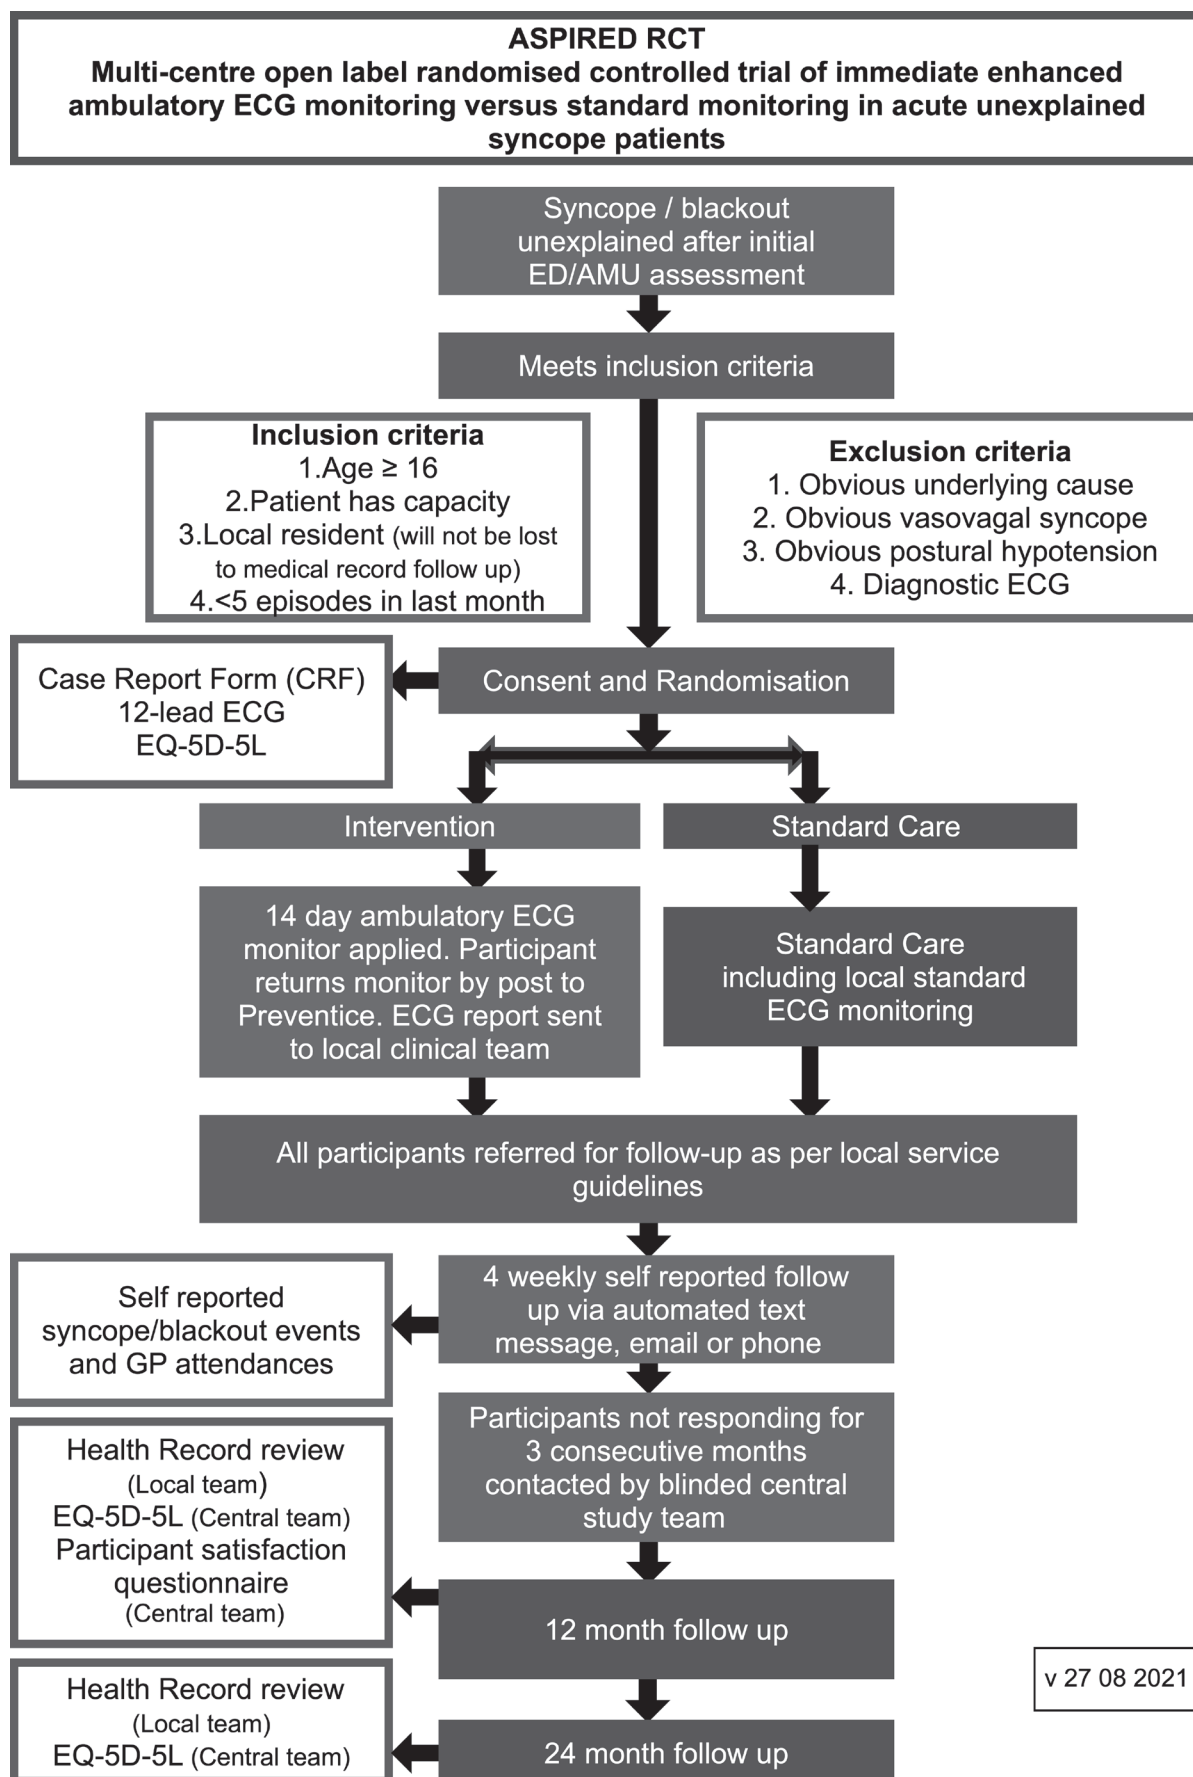 ASPIRED RCT
Multi-centre open label randomised controlled trial of immediate enhanced
ambulatory ECG monitoring versus standard monitoring in acute unexplained
syncope patients
Syncope / blackout
unexplained after initial
ED/AMU assessment
Meets inclusion criteria
Inclusion criteria
1.Age ≥ 16
2.Patient has capacity
3.Local resident (will not be lost
to medical record follow up)
4.<5 episodes in last month
Exclusion criteria
1. Obvious underlying cause
2. Obvious vasovagal syncope
3. Obvious postural hypotension
4. Diagnostic ECG
Case Report Form (CRF)
12-lead ECG
EQ-5D-5L
Consent and Randomisation
Intervention
Standard Care
14 day ambulatory ECG
monitor applied. Participant
returns monitor by post to
Preventice. ECG report sent
to local clinical team
Standard Care
including local standard
ECG monitoring
All participants referred for follow-up as per local service
guidelines
Self reported
syncope/blackout events
and GP attendances
4 weekly self reported follow
up via automated text
message, email or phone
Participants not responding for
3 consecutive months
contacted by blinded central
study team
Health Record review
(Local team)
EQ-5D-5L (Central team)
Participant satisfaction
questionnaire
(Central team)
12 month follow up
v 27 08 2021
Health Record review
(Local team)
EQ-5D-5L (Central team)
24 month follow up